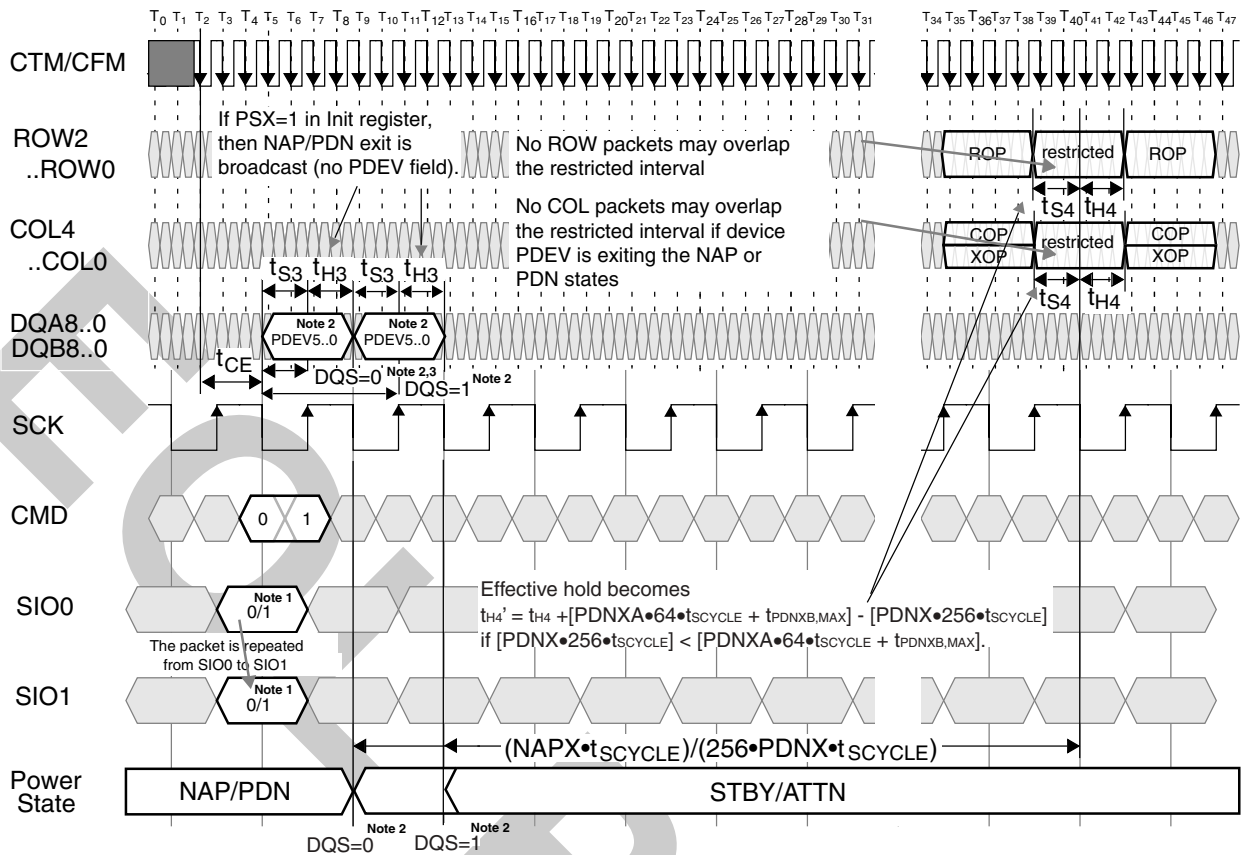 T0 T1 T2 T3 T4 T5 T6 T7 T8 T9 T10 T11 T12 T13 T14 T15 T16 T17 T18 T19 T20 T21 T22 T23 T24 T25 T26 T27 T28 T29 T30 T31 T34 T35 T36 T37 T38 T39 T40 T41 T42 T43 T44 T45 T46 T47
CTM/CFM
ROW2
..ROW0
If PSX=1 in Init register,
then NAP/PDN exit is
broadcast (no PDEV field).
No ROW packets may overlap
the restricted interval
ROP restricted ROP
tS4 tH4
COL4
..COL0
No COL packets may overlap
the restricted interval if device
PDEV is exiting the NAP or
PDN states
COP restricted COP
XOP XOP
tS4 tH4
tS3 tH3 tS3 tH3
DQA8..0
DQB8..0
Note 2 Note 2
PDEV5..0 PDEV5..0
tCE
DQS=0 Note 2,3 DQS=1 Note 2
SCK
CMD
0 1
SIO0
Note 1
0/1
Effective hold becomes
tH4' = tH4 +[PDNXA•64•tSCYCLE + tPDNXB,MAX] - [PDNX•256•tSCYCLE]
if [PDNX•256•tSCYCLE] < [PDNXA•64•tSCYCLE + tPDNXB,MAX].
The packet is repeated
from SIO0 to SIO1
SIO1
Note 1
0/1
(NAPX•tSCYCLE)/(256•PDNX•tSCYCLE)
Power
State
NAP/PDN STBY/ATTN
DQS=0 Note 2 DQS=1 Note 2